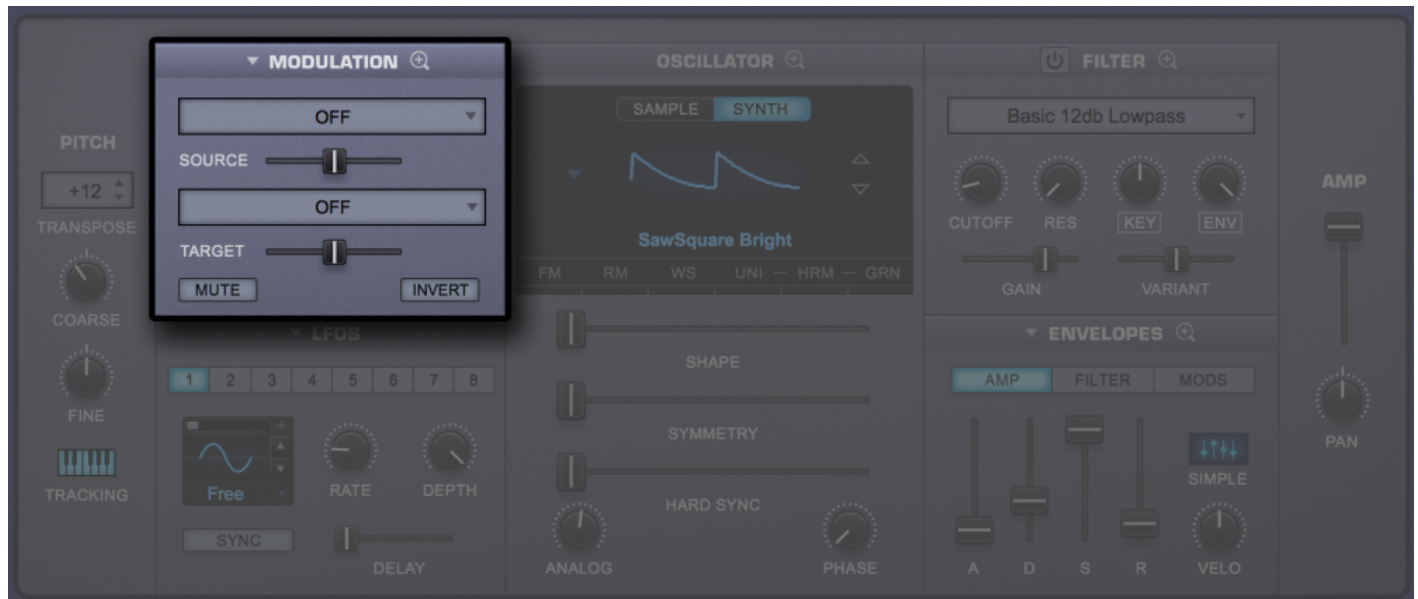 MODULATION
OFF
SOURCE
OFF
TARGET
MUTE INVERT
PITCH
+12
TRANSPOSE
COARSE
FINE
TRACKING
LFOS
1 2 3 4 5 6 7 8
Free
RATE DEPTH
SYNC
DELAY
OSCILLATOR
SAMPLE SYNTH
SawSquare Bright
FM RM WS UNI — HRM — GRN
SHAPE
SYMMETRY
HARD SYNC
ANALOG PHASE
FILTER
Basic 12db Lowpass
CUTOFF RES KEY ENV
GAIN VARIANT
ENVELOPES
AMP FILTER MODS
SIMPLE
A D S R VELO
AMP
PAN